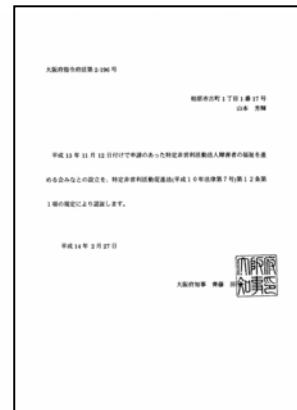 大阪府指令府活第2-196号
柏原市古町1丁目1番17号
山本 芳輝
平成13年11月12日付けで申請のあった特定非営利活動法人障害者の福祉を進
める会みなとの設立を、特定非営利活動促進法(平成10年法律第7号)第12条第
1項の規定により認証します。
平成14年2月27日
大阪府知事 齊藤